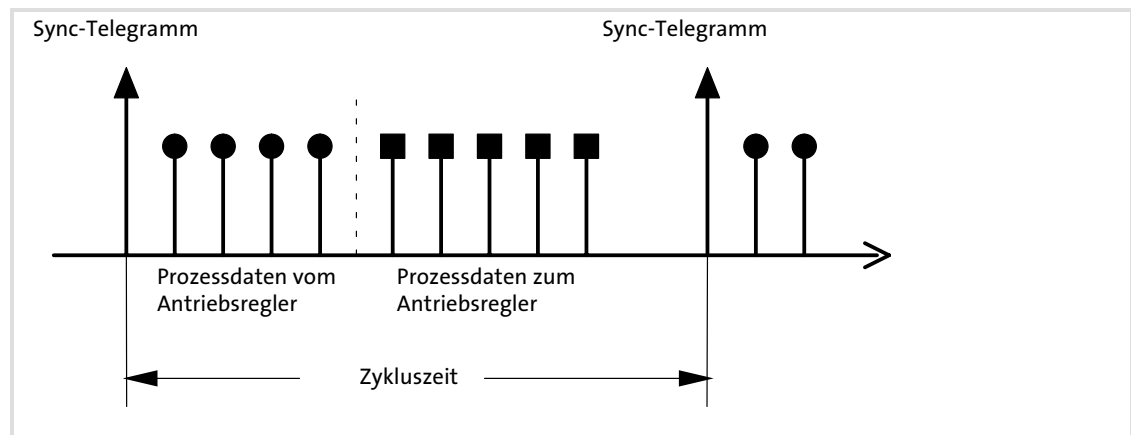 Sync-Telegramm
Sync-Telegramm
Prozessdaten vom
Antriebsregler
Prozessdaten zum
Antriebsregler
Zykluszeit